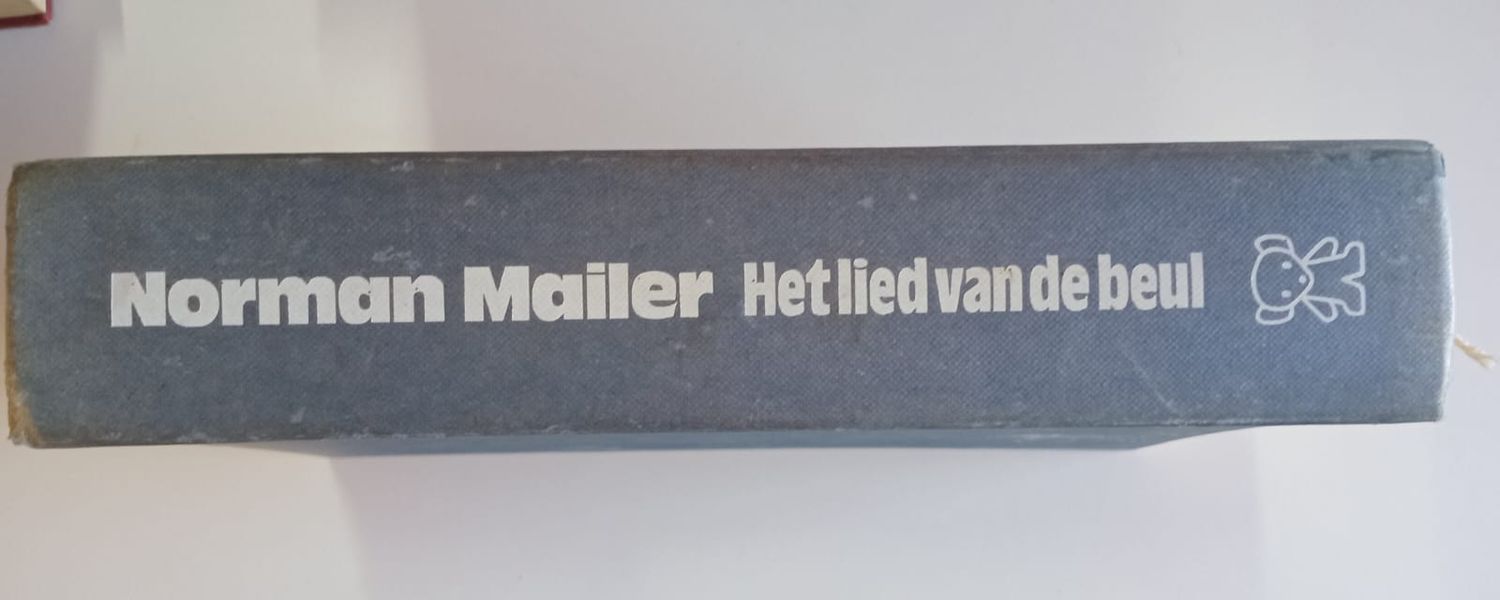 Norman Mailer Het lied van de beul